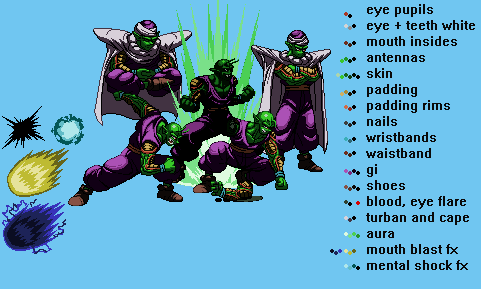 eye pupils
eye + teeth white
mouth insides
antennas
skin
padding
padding rims
nails
wristbands
waistband
gi
shoes
blood, eye flare
turban and cape
aura
mouth blast fx
mental shock fx